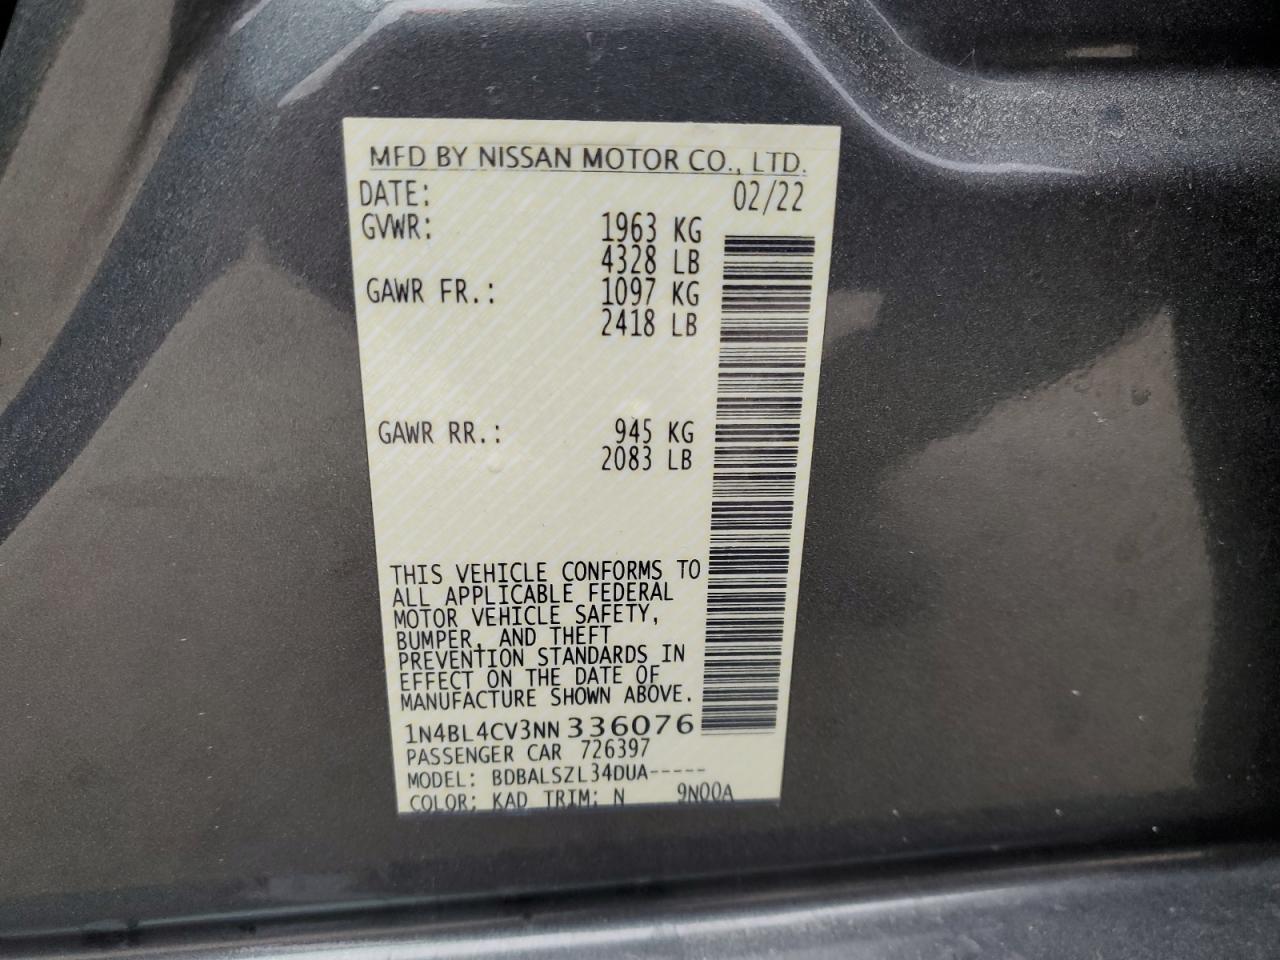 MFD BY NISSAN MOTOR CO., LTD.
DATE: 02/22
GVWR: 1963 KG
4328 LB
GAWR FR.: 1097 KG
2418 LB
GAWR RR.: 945 KG
2083 LB
THIS VEHICLE CONFORMS TO
ALL APPLICABLE FEDERAL
MOTOR VEHICLE SAFETY,
BUMPER, AND THEFT
PREVENTION STANDARDS IN
EFFECT ON THE DATE OF
MANUFACTURE SHOWN ABOVE.
1N4BL4CV3NN 336076
PASSENGER CAR 726397
MODEL: BDBALSZL34DUA-----
COLOR: KAD TRIM: N 9N00A